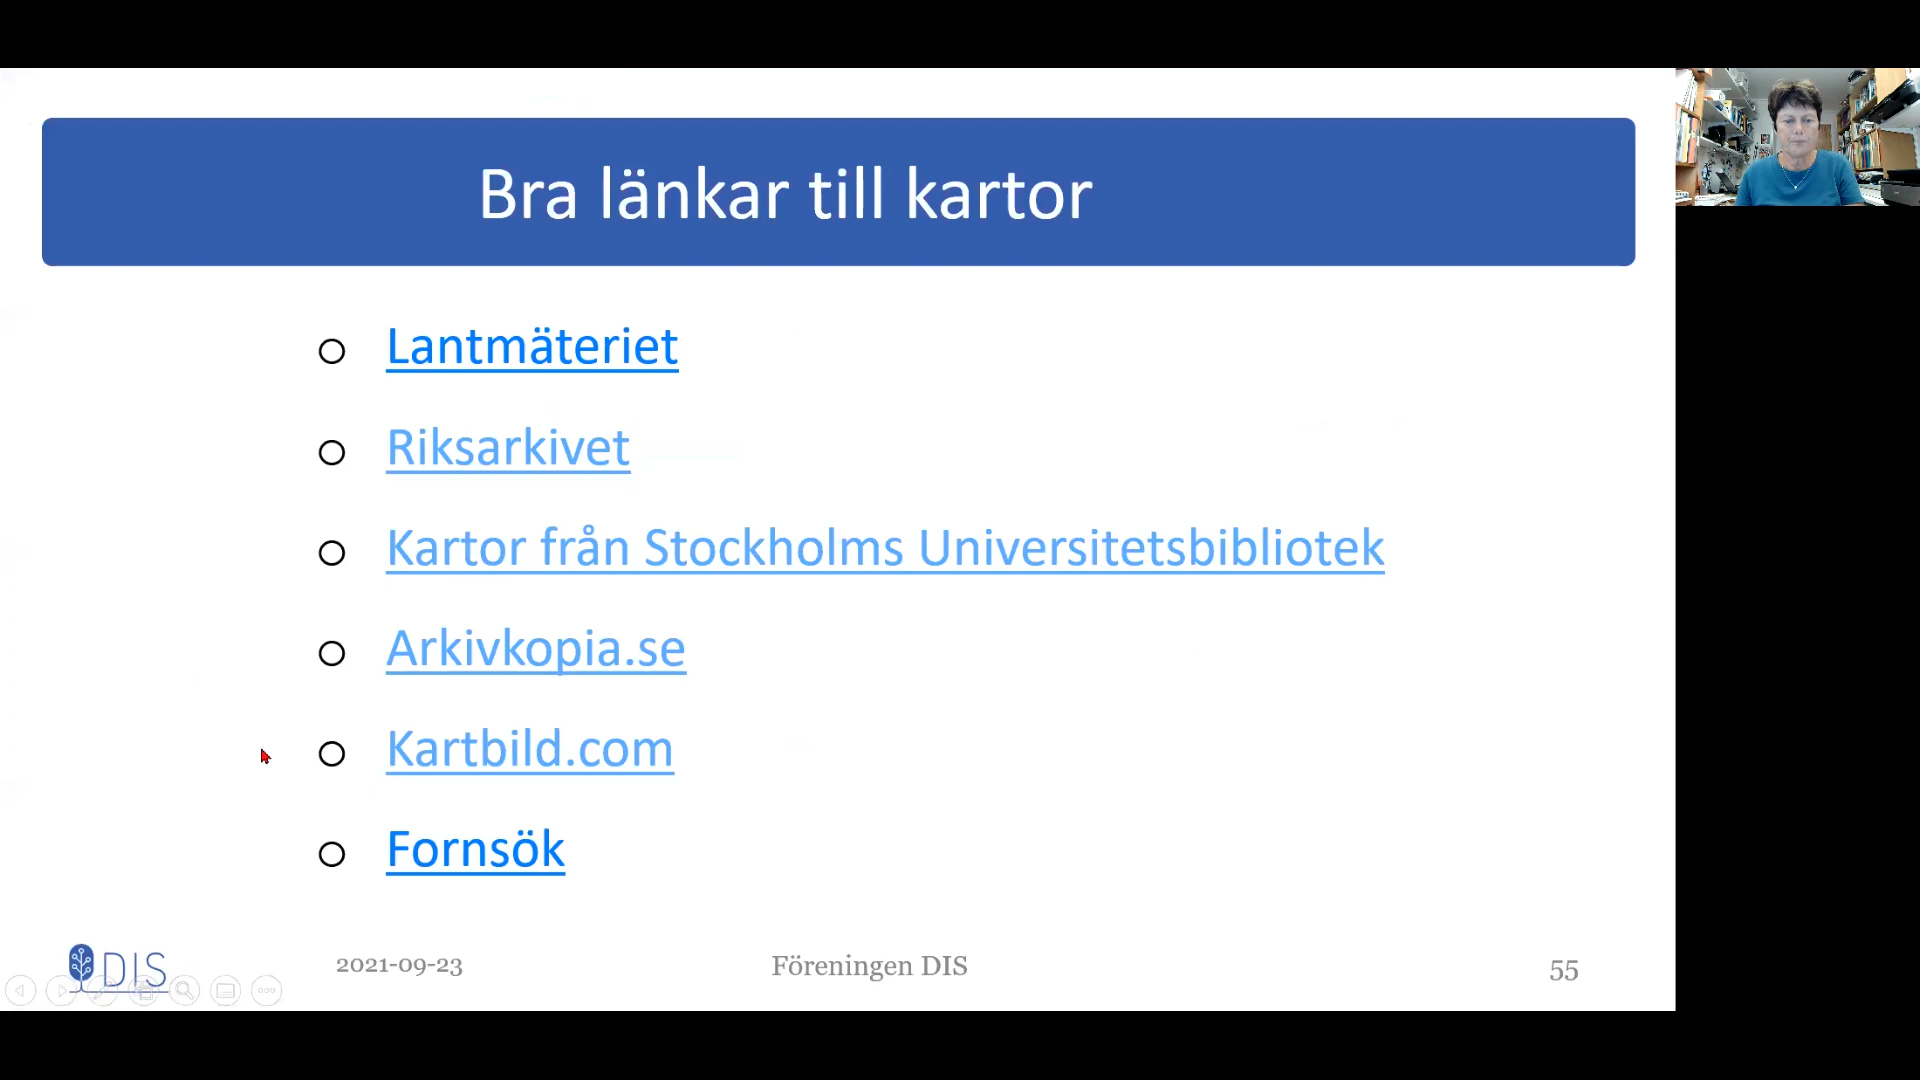 Bra länkar till kartor
Lantmäteriet
Riksarkivet
Kartor från Stockholms Universitetsbibliotek
Arkivkopia.se
Kartbild.com
Fornsök
DIS
2021-09-23
Föreningen DIS
55